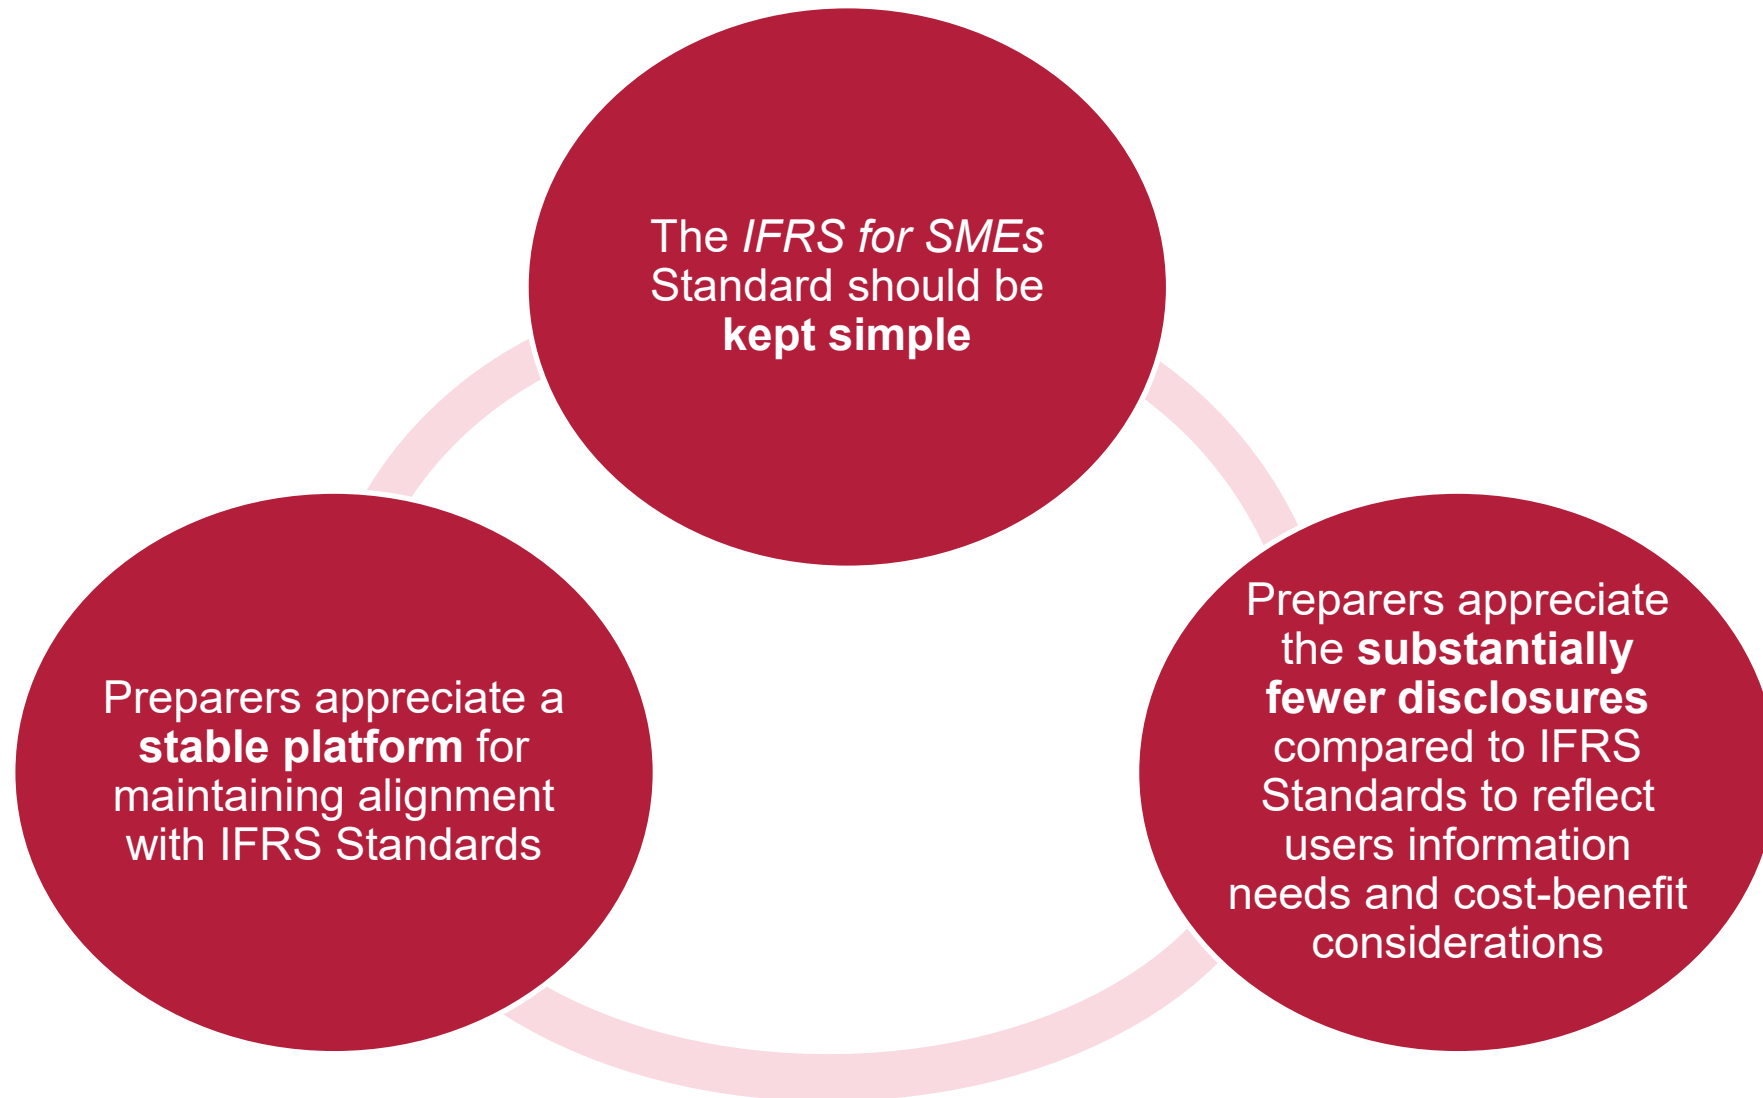 The IFRS for SMEs
Standard should be
kept simple
Preparers appreciate
the substantially
fewer disclosures
compared to IFRS
Standards to reflect
users information
needs and cost-benefit
considerations
Preparers appreciate a
stable platform for
maintaining alignment
with IFRS Standards